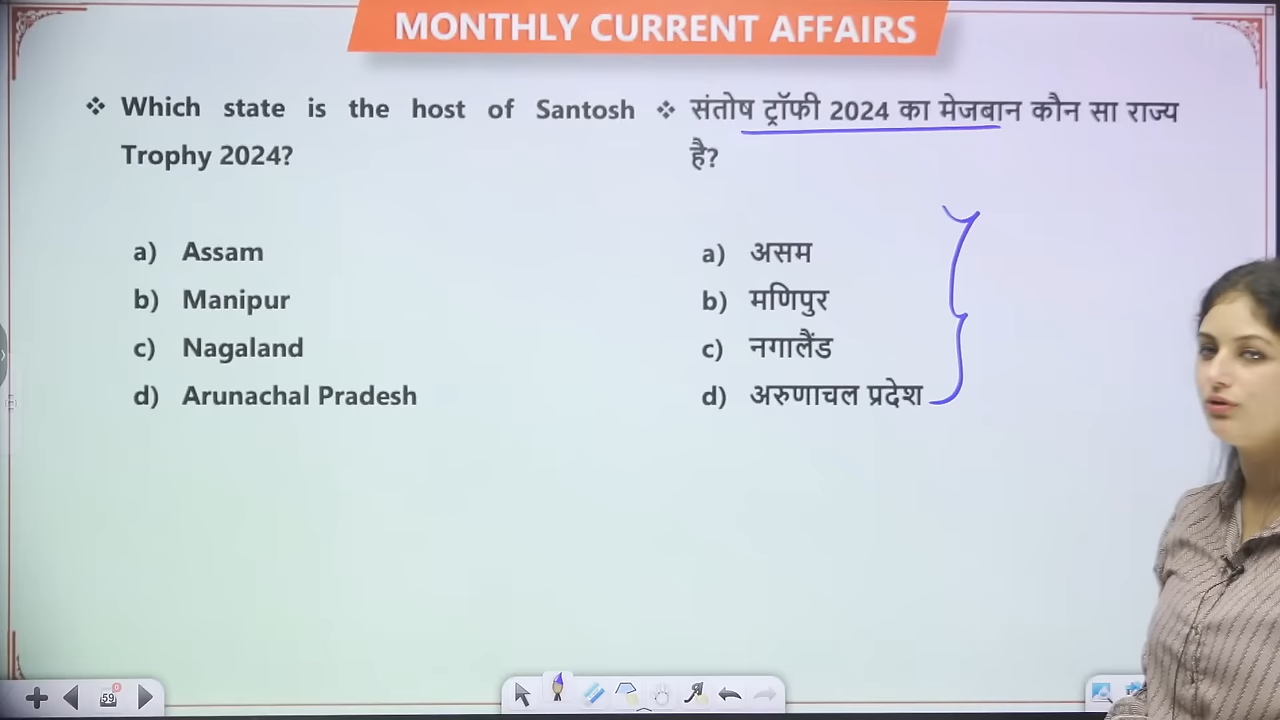 MONTHLY CURRENT AFFAIRS
❖ Which state is the host of Santosh
Trophy 2024?
a) Assam
b) Manipur
c) Nagaland
d) Arunachal Pradesh
❖ संतोष ट्रॉफी 2024 का मेजबान कौन सा राज्य
है?
a) असम
b) मणिपुर
c) नगालैंड
d) अरुणाचल प्रदेश
59